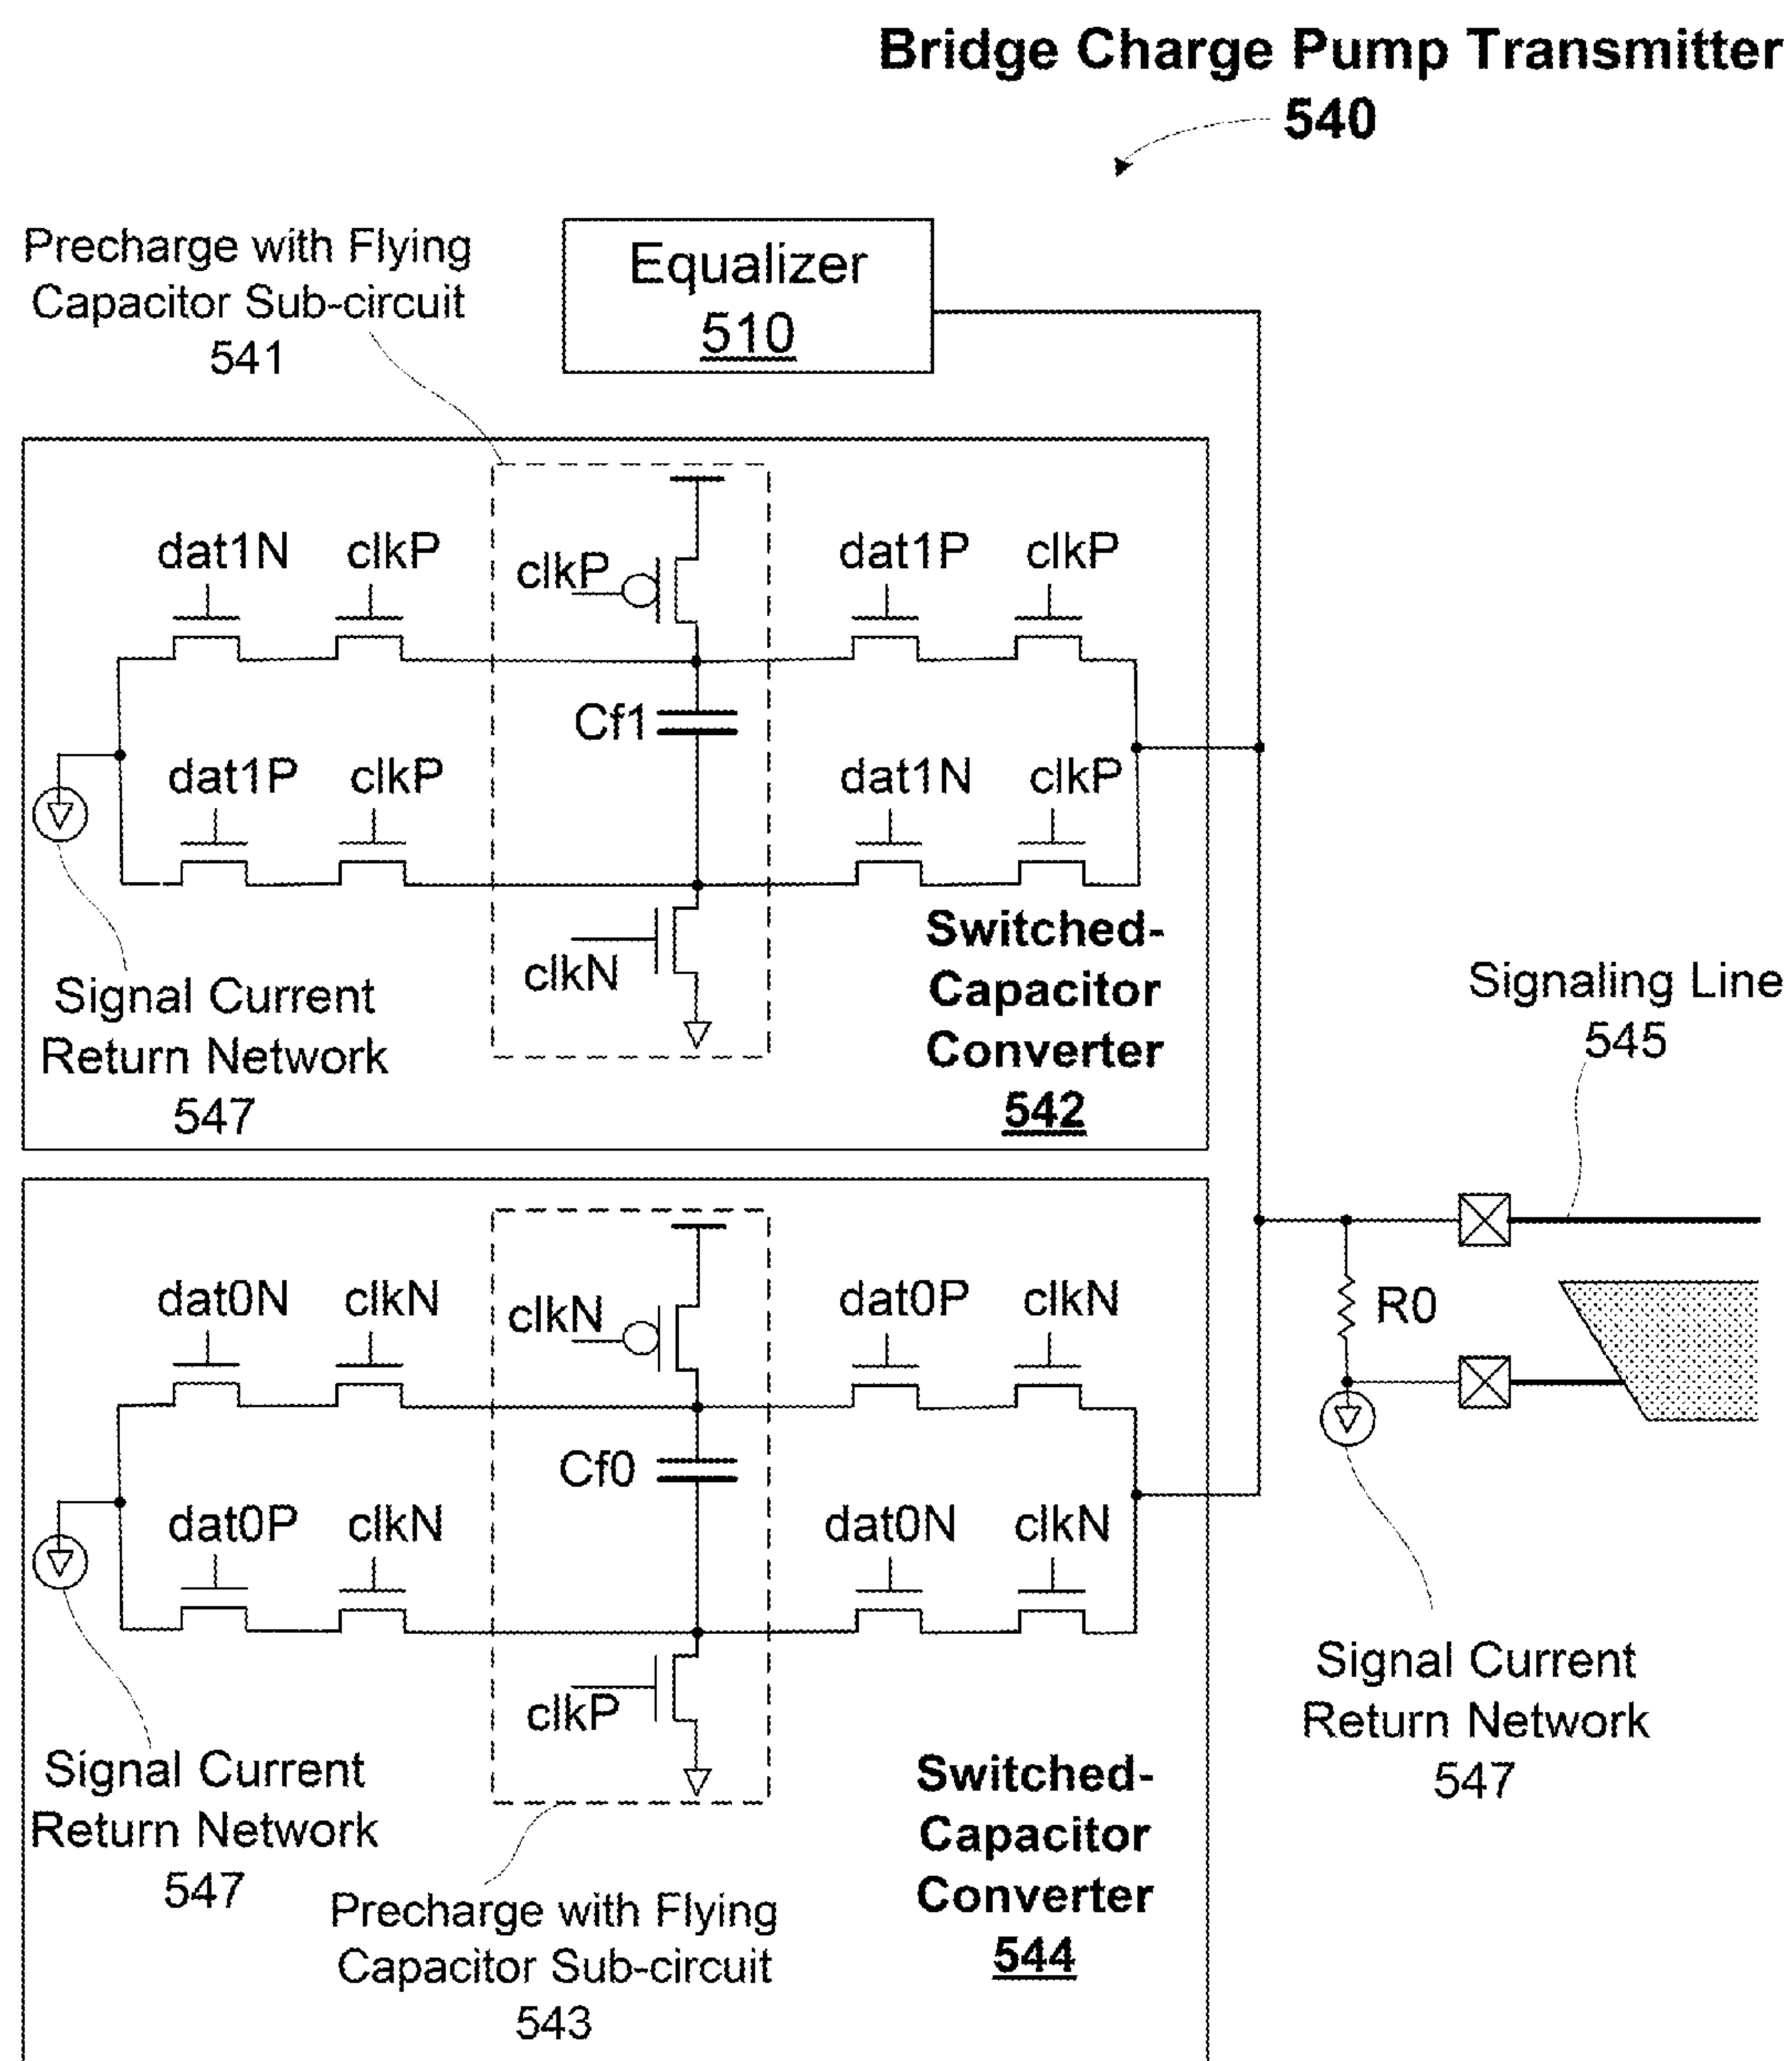 Bridge Charge Pump Transmitter
540
Precharge with Flying
Capacitor Sub-circuit
541
Equalizer
510
dat1N
clkP
clkP
dat1P
clkP
Cf1
dat1P
clkP
dat1N
clkP
clkN
Signal Current
Return Network
547
Switched-
Capacitor
Converter
542
Signaling Line
545
dat0N
clkN
clkN
dat0P
clkN
R0
Cf0
dat0P
clkN
dat0N
clkN
clkP
Signal Current
Return Network
547
Signal Current
Return Network
547
Switched-
Capacitor
Converter
544
Precharge with Flying
Capacitor Sub-circuit
543